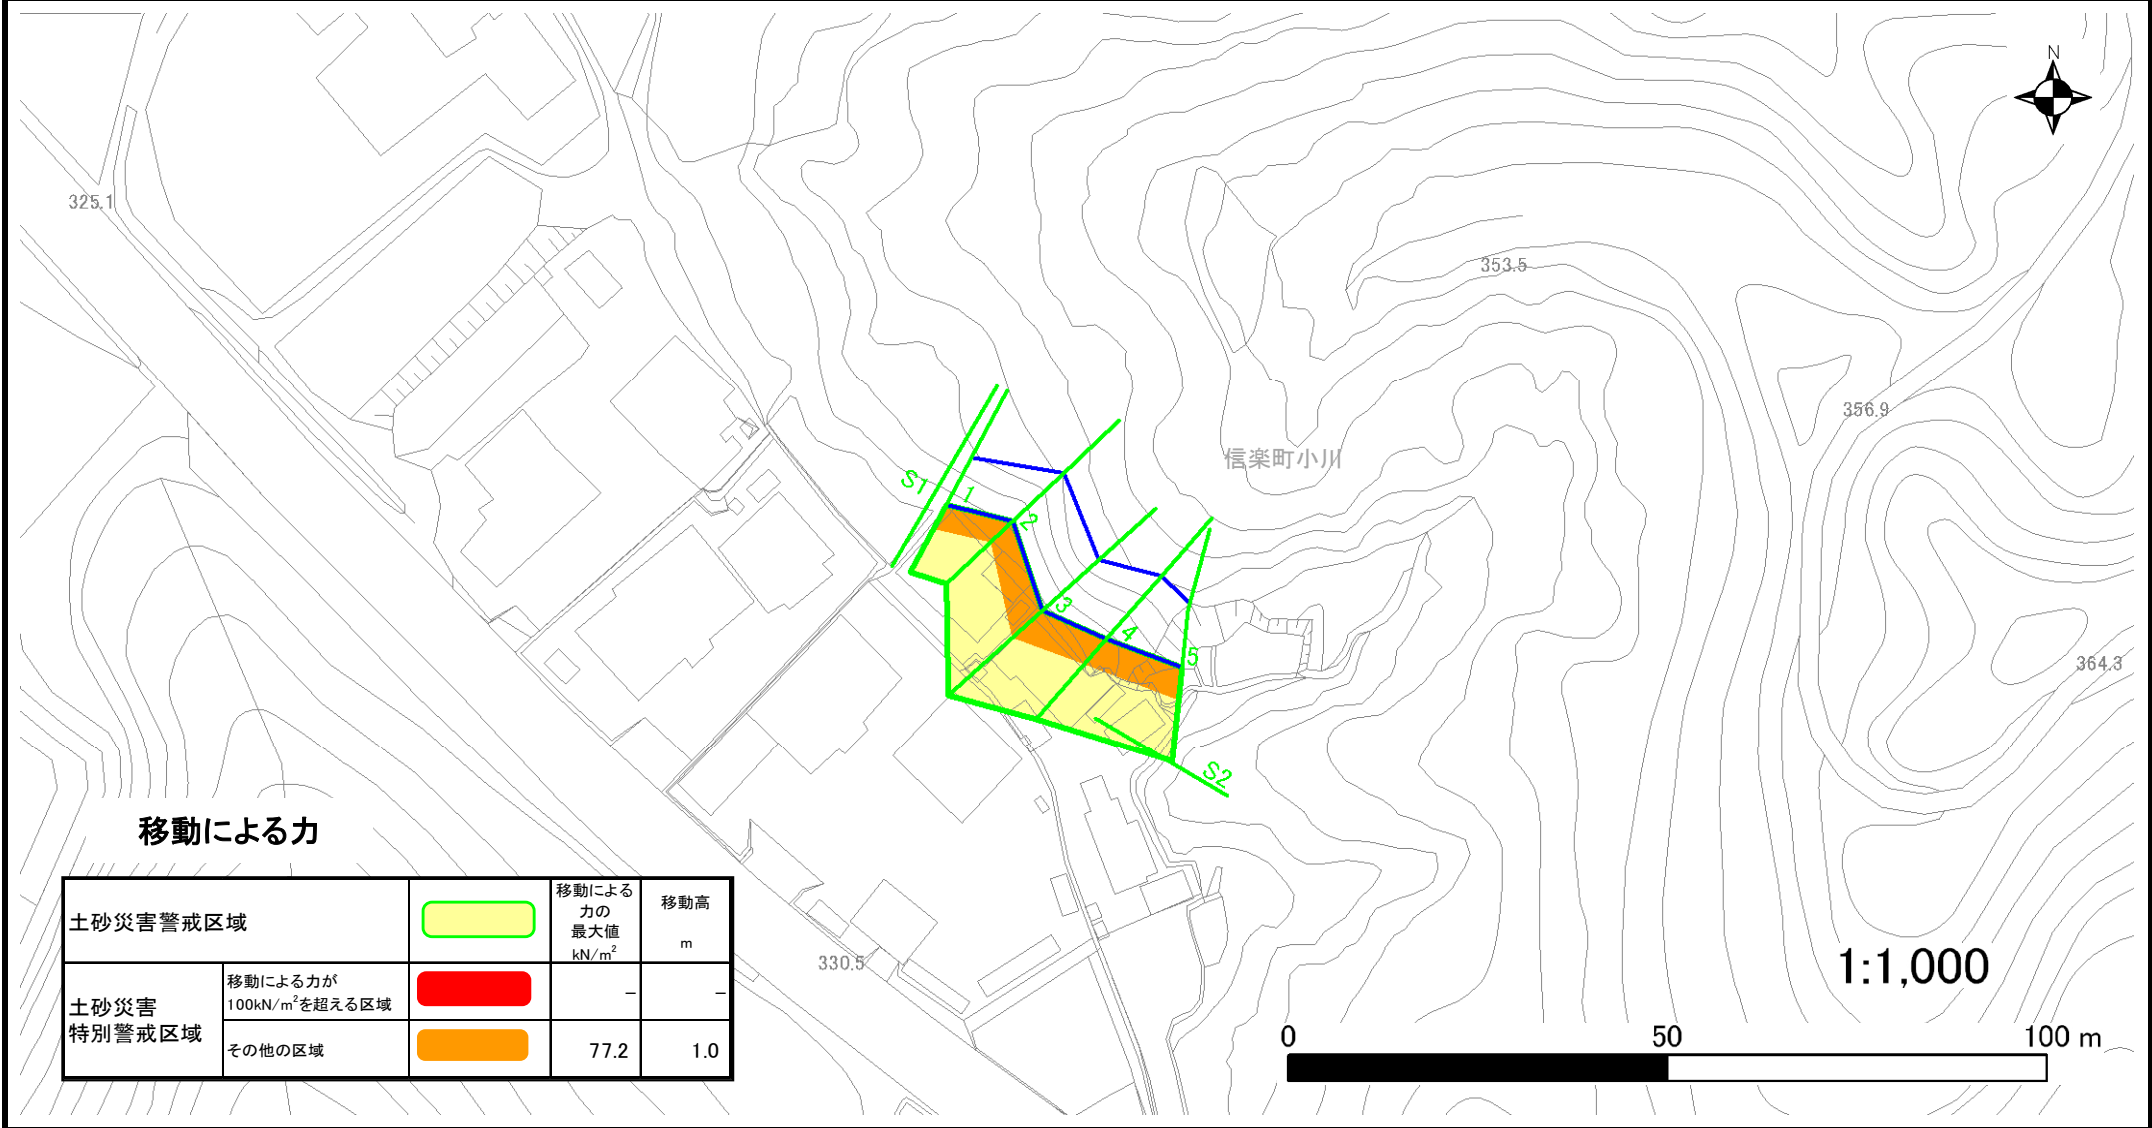 N
325.1
353.5
356.9
信楽町小川
S1
1
2
3
4
5
S2
364.3
330.5
移動による力
土砂災害警戒区域
移動による
力の
最大値
kN/m²
移動高
m
土砂災害
特別警戒区域
移動による力が
100kN/m²を超える区域
－
－
その他の区域
77.2
1.0
1:1,000
0
50
100 m